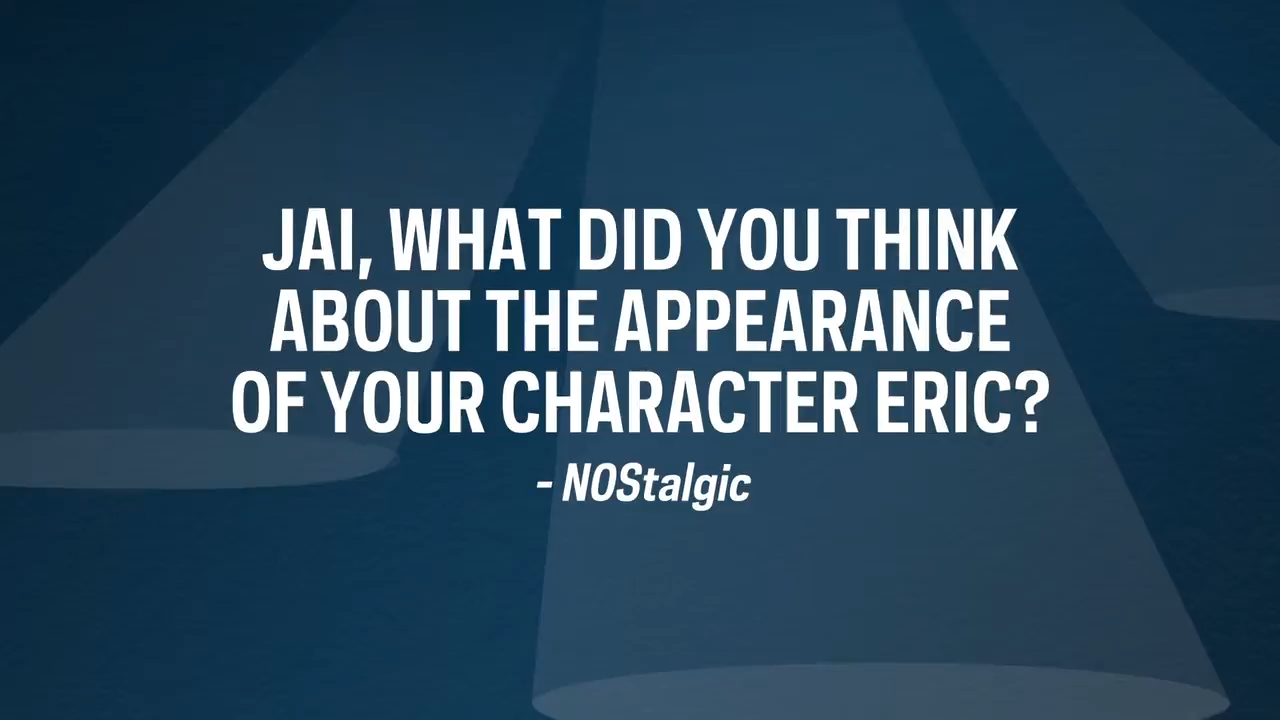 JAI, WHAT DID YOU THINK
ABOUT THE APPEARANCE
OF YOUR CHARACTER ERIC?
- NOStalgic